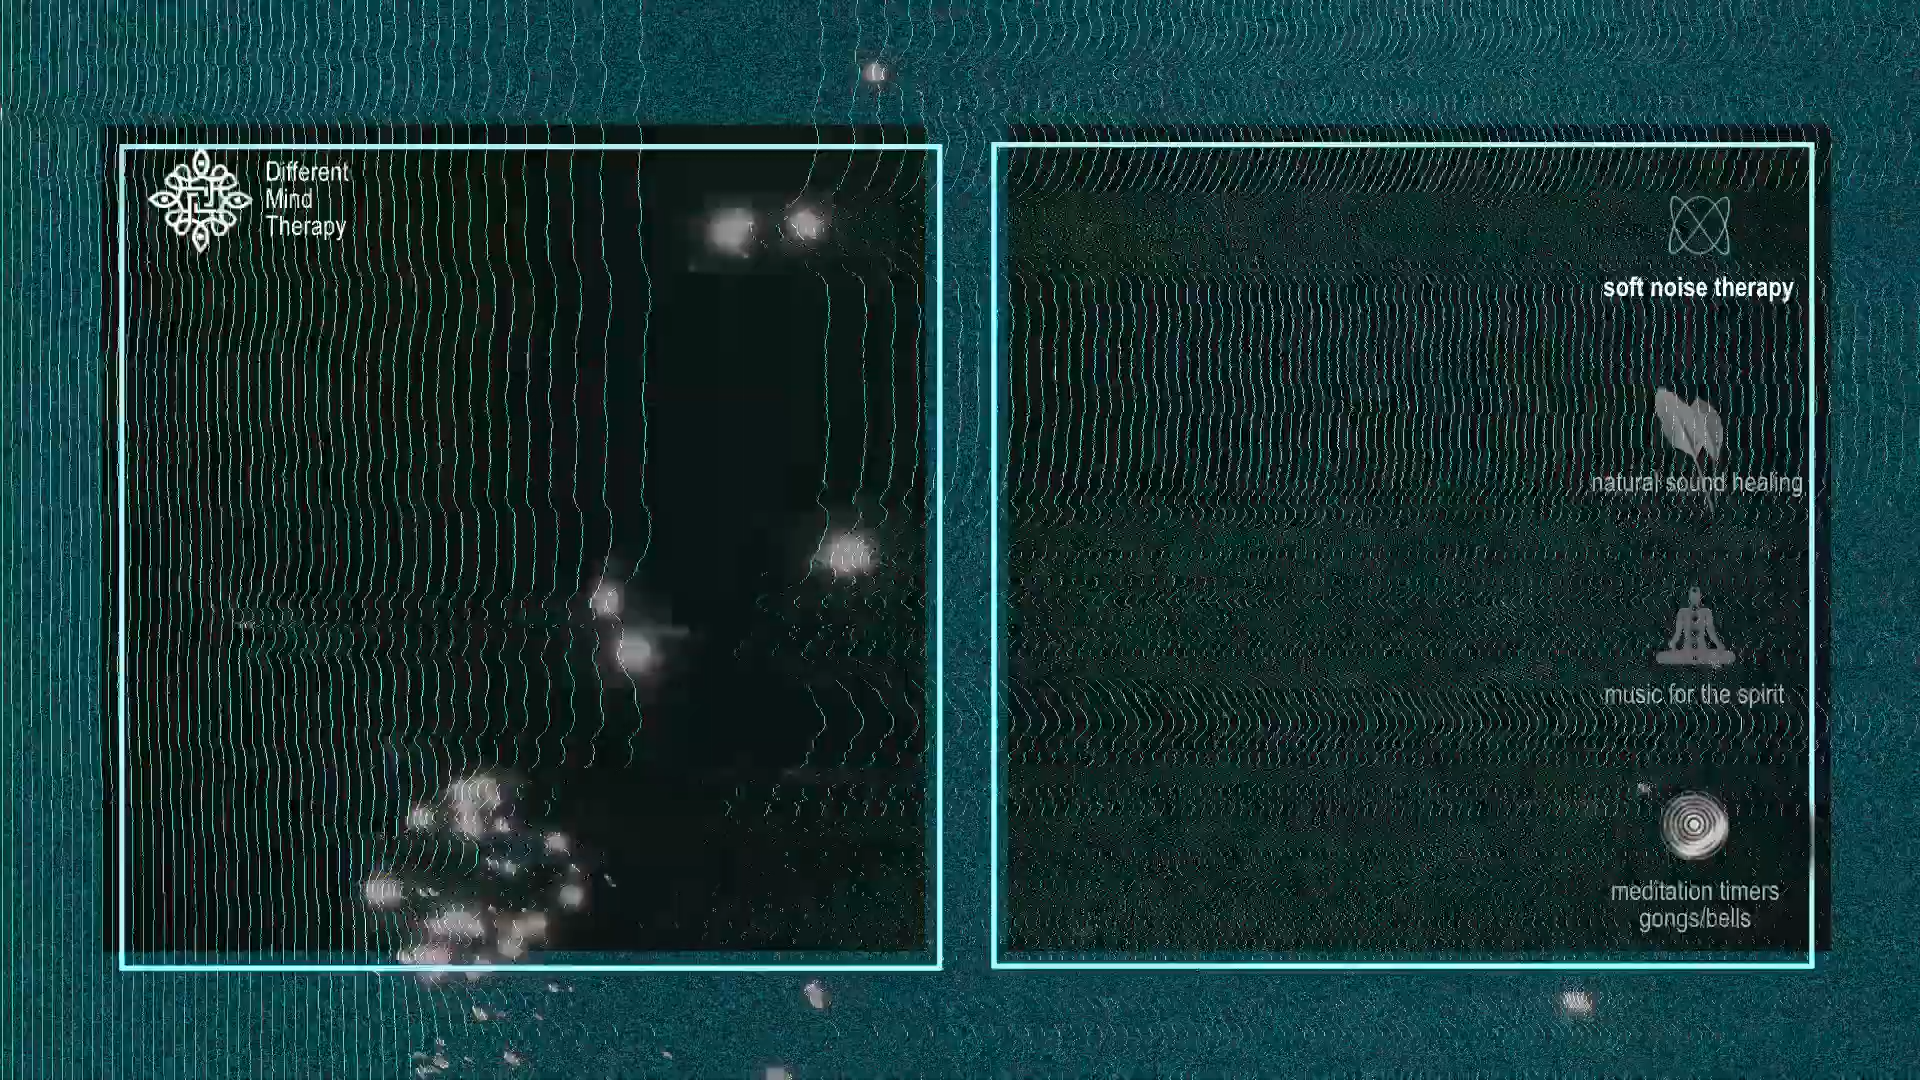 Different
Mind
Therapy
soft noise therapy
natural sound healing
music for the spirit
meditation timers
gongs/bells